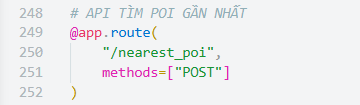 248 # API TÌM POI GẦN NHẤT
249 @app.route(
250     "/nearest_poi",
251     methods=["POST"]
252 )